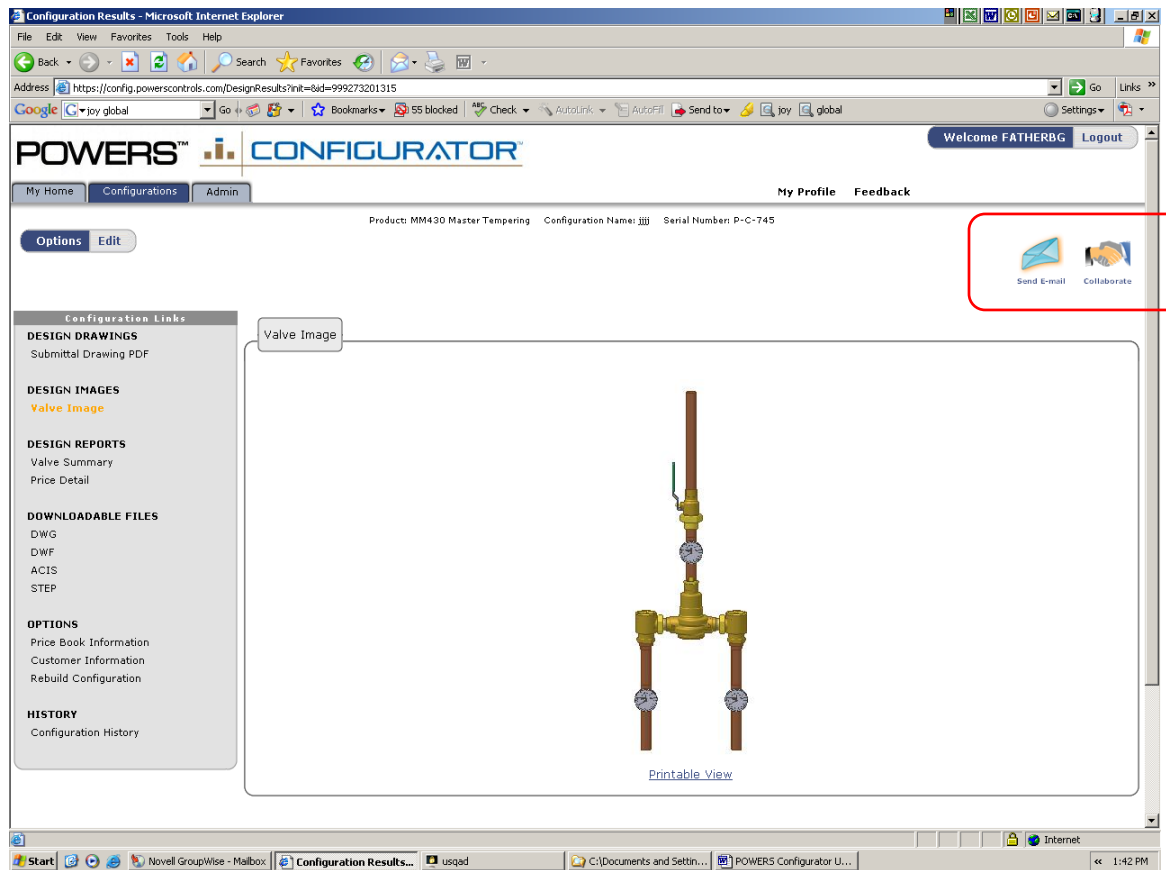 Configuration Results - Microsoft Internet Explorer
File Edit View Favorites Tools Help
Back Search Favorites
Address https://config.powerscontrols.com/DesignResults?init=&id=999273201315 Go Links »
Google G joy global Go Bookmarks 55 blocked ABC Check AutoLink AutoFill Send to joy global Settings
POWERS™ CONFIGURATOR
Welcome FATHERBG Logout
My Home Configurations Admin My Profile Feedback
Product: MM430 Master Tempering Configuration Name: jjjj Serial Number: P-C-745
Options Edit
Send E-mail Collaborate
Configuration Links
DESIGN DRAWINGS
Submittal Drawing PDF
DESIGN IMAGES
Valve Image
DESIGN REPORTS
Valve Summary
Price Detail
DOWNLOADABLE FILES
DWG
DWF
ACIS
STEP
OPTIONS
Price Book Information
Customer Information
Rebuild Configuration
HISTORY
Configuration History
Valve Image
Printable View
Internet
Start Novell GroupWise - Mailbox Configuration Results... usqad C:\Documents and Settin... POWERS Configurator U... « 1:42 PM